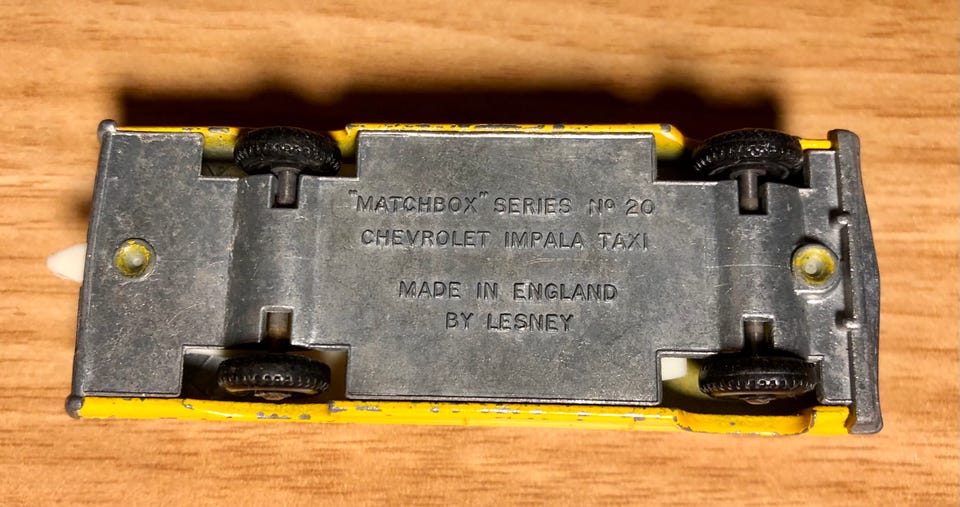 "MATCHBOX" SERIES Nº 20
CHEVROLET IMPALA TAXI
MADE IN ENGLAND
BY LESNEY